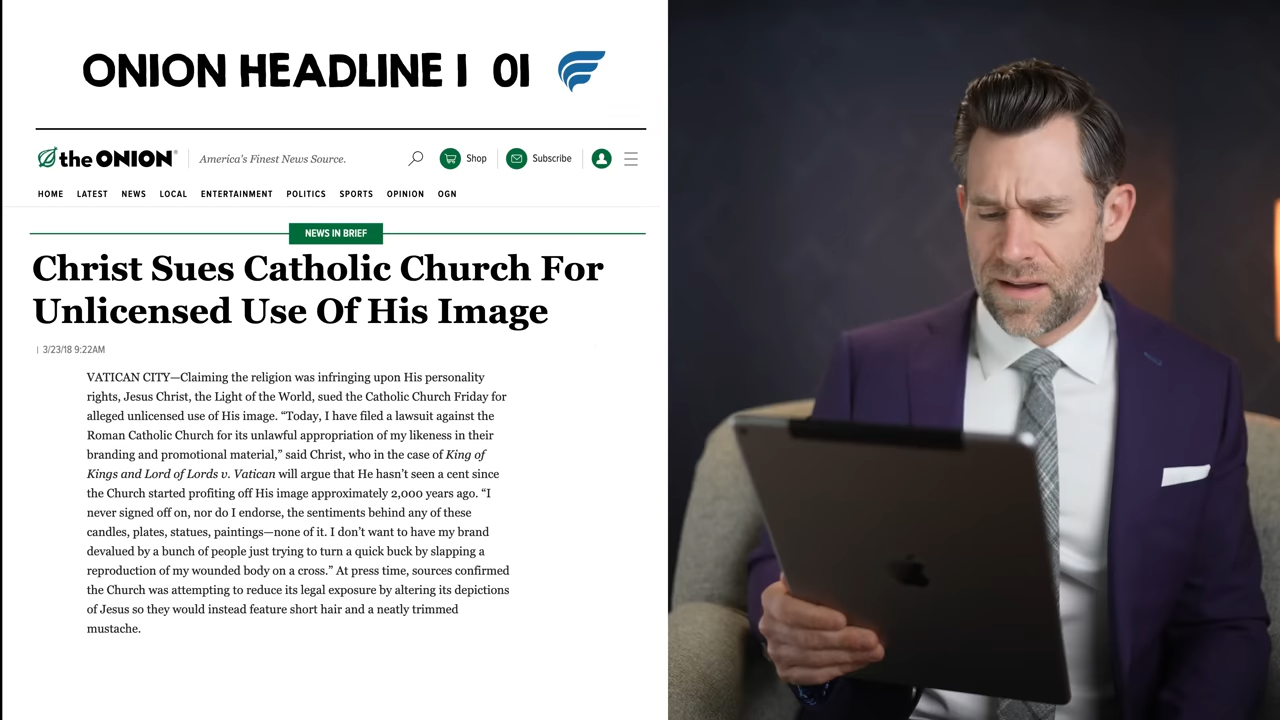 ONION HEADLINE 101
the ONION®
America's Finest News Source.
Shop
Subscribe
HOME LATEST NEWS LOCAL ENTERTAINMENT POLITICS SPORTS OPINION OGN
NEWS IN BRIEF
Christ Sues Catholic Church For
Unlicensed Use Of His Image
| 3/23/18 9:22AM
VATICAN CITY—Claiming the religion was infringing upon His personality
rights, Jesus Christ, the Light of the World, sued the Catholic Church Friday for
alleged unlicensed use of His image. “Today, I have filed a lawsuit against the
Roman Catholic Church for its unlawful appropriation of my likeness in their
branding and promotional material,” said Christ, who in the case of King of
Kings and Lord of Lords v. Vatican will argue that He hasn’t seen a cent since
the Church started profiting off His image approximately 2,000 years ago. “I
never signed off on, nor do I endorse, the sentiments behind any of these
candles, plates, statues, paintings—none of it. I don’t want to have my brand
devalued by a bunch of people just trying to turn a quick buck by slapping a
reproduction of my wounded body on a cross.” At press time, sources confirmed
the Church was attempting to reduce its legal exposure by altering its depictions
of Jesus so they would instead feature short hair and a neatly trimmed
mustache.